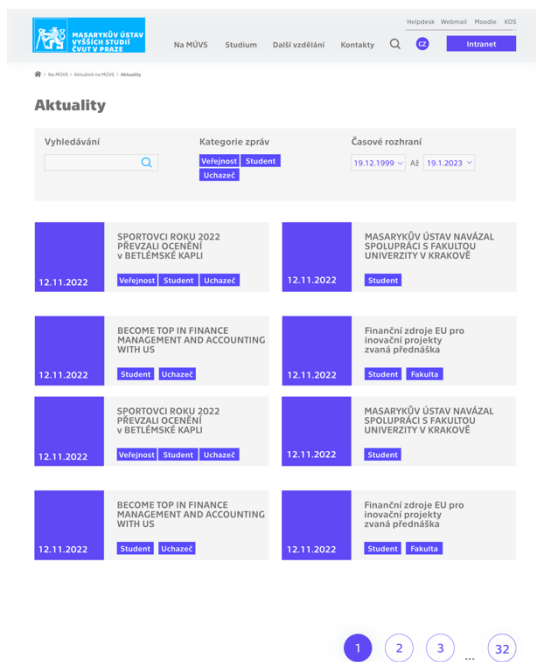 Helpdesk Webmail Moodle KOS
MASARYKŮV ÚSTAV
VYŠŠÍCH STUDIÍ
ČVUT V PRAZE
Na MÚVS Studium Další vzdělání Kontakty CZ Intranet
> Na MÚVS > Aktuálně na MÚVS > Aktuality
Aktuality
Vyhledávání
Kategorie zpráv
Veřejnost Student
Uchazeč
Časové rozhraní
19.12.1999 Až 19.1.2023
SPORTOVCI ROKU 2022
PŘEVZALI OCENĚNÍ
v BETLÉMSKÉ KAPLI
12.11.2022
Veřejnost Student Uchazeč
MASARYKŮV ÚSTAV NAVÁZAL
SPOLUPRÁCI S FAKULTOU
UNIVERZITY V KRAKOVĚ
12.11.2022
Student
BECOME TOP IN FINANCE
MANAGEMENT AND ACCOUNTING
WITH US
12.11.2022
Student Uchazeč
Finanční zdroje EU pro
inovační projekty
zvaná přednáška
12.11.2022
Student Fakulta
SPORTOVCI ROKU 2022
PŘEVZALI OCENĚNÍ
v BETLÉMSKÉ KAPLI
12.11.2022
Veřejnost Student Uchazeč
MASARYKŮV ÚSTAV NAVÁZAL
SPOLUPRÁCI S FAKULTOU
UNIVERZITY V KRAKOVĚ
12.11.2022
Student
BECOME TOP IN FINANCE
MANAGEMENT AND ACCOUNTING
WITH US
12.11.2022
Student Uchazeč
Finanční zdroje EU pro
inovační projekty
zvaná přednáška
12.11.2022
Student Fakulta
1 2 3 ... 32